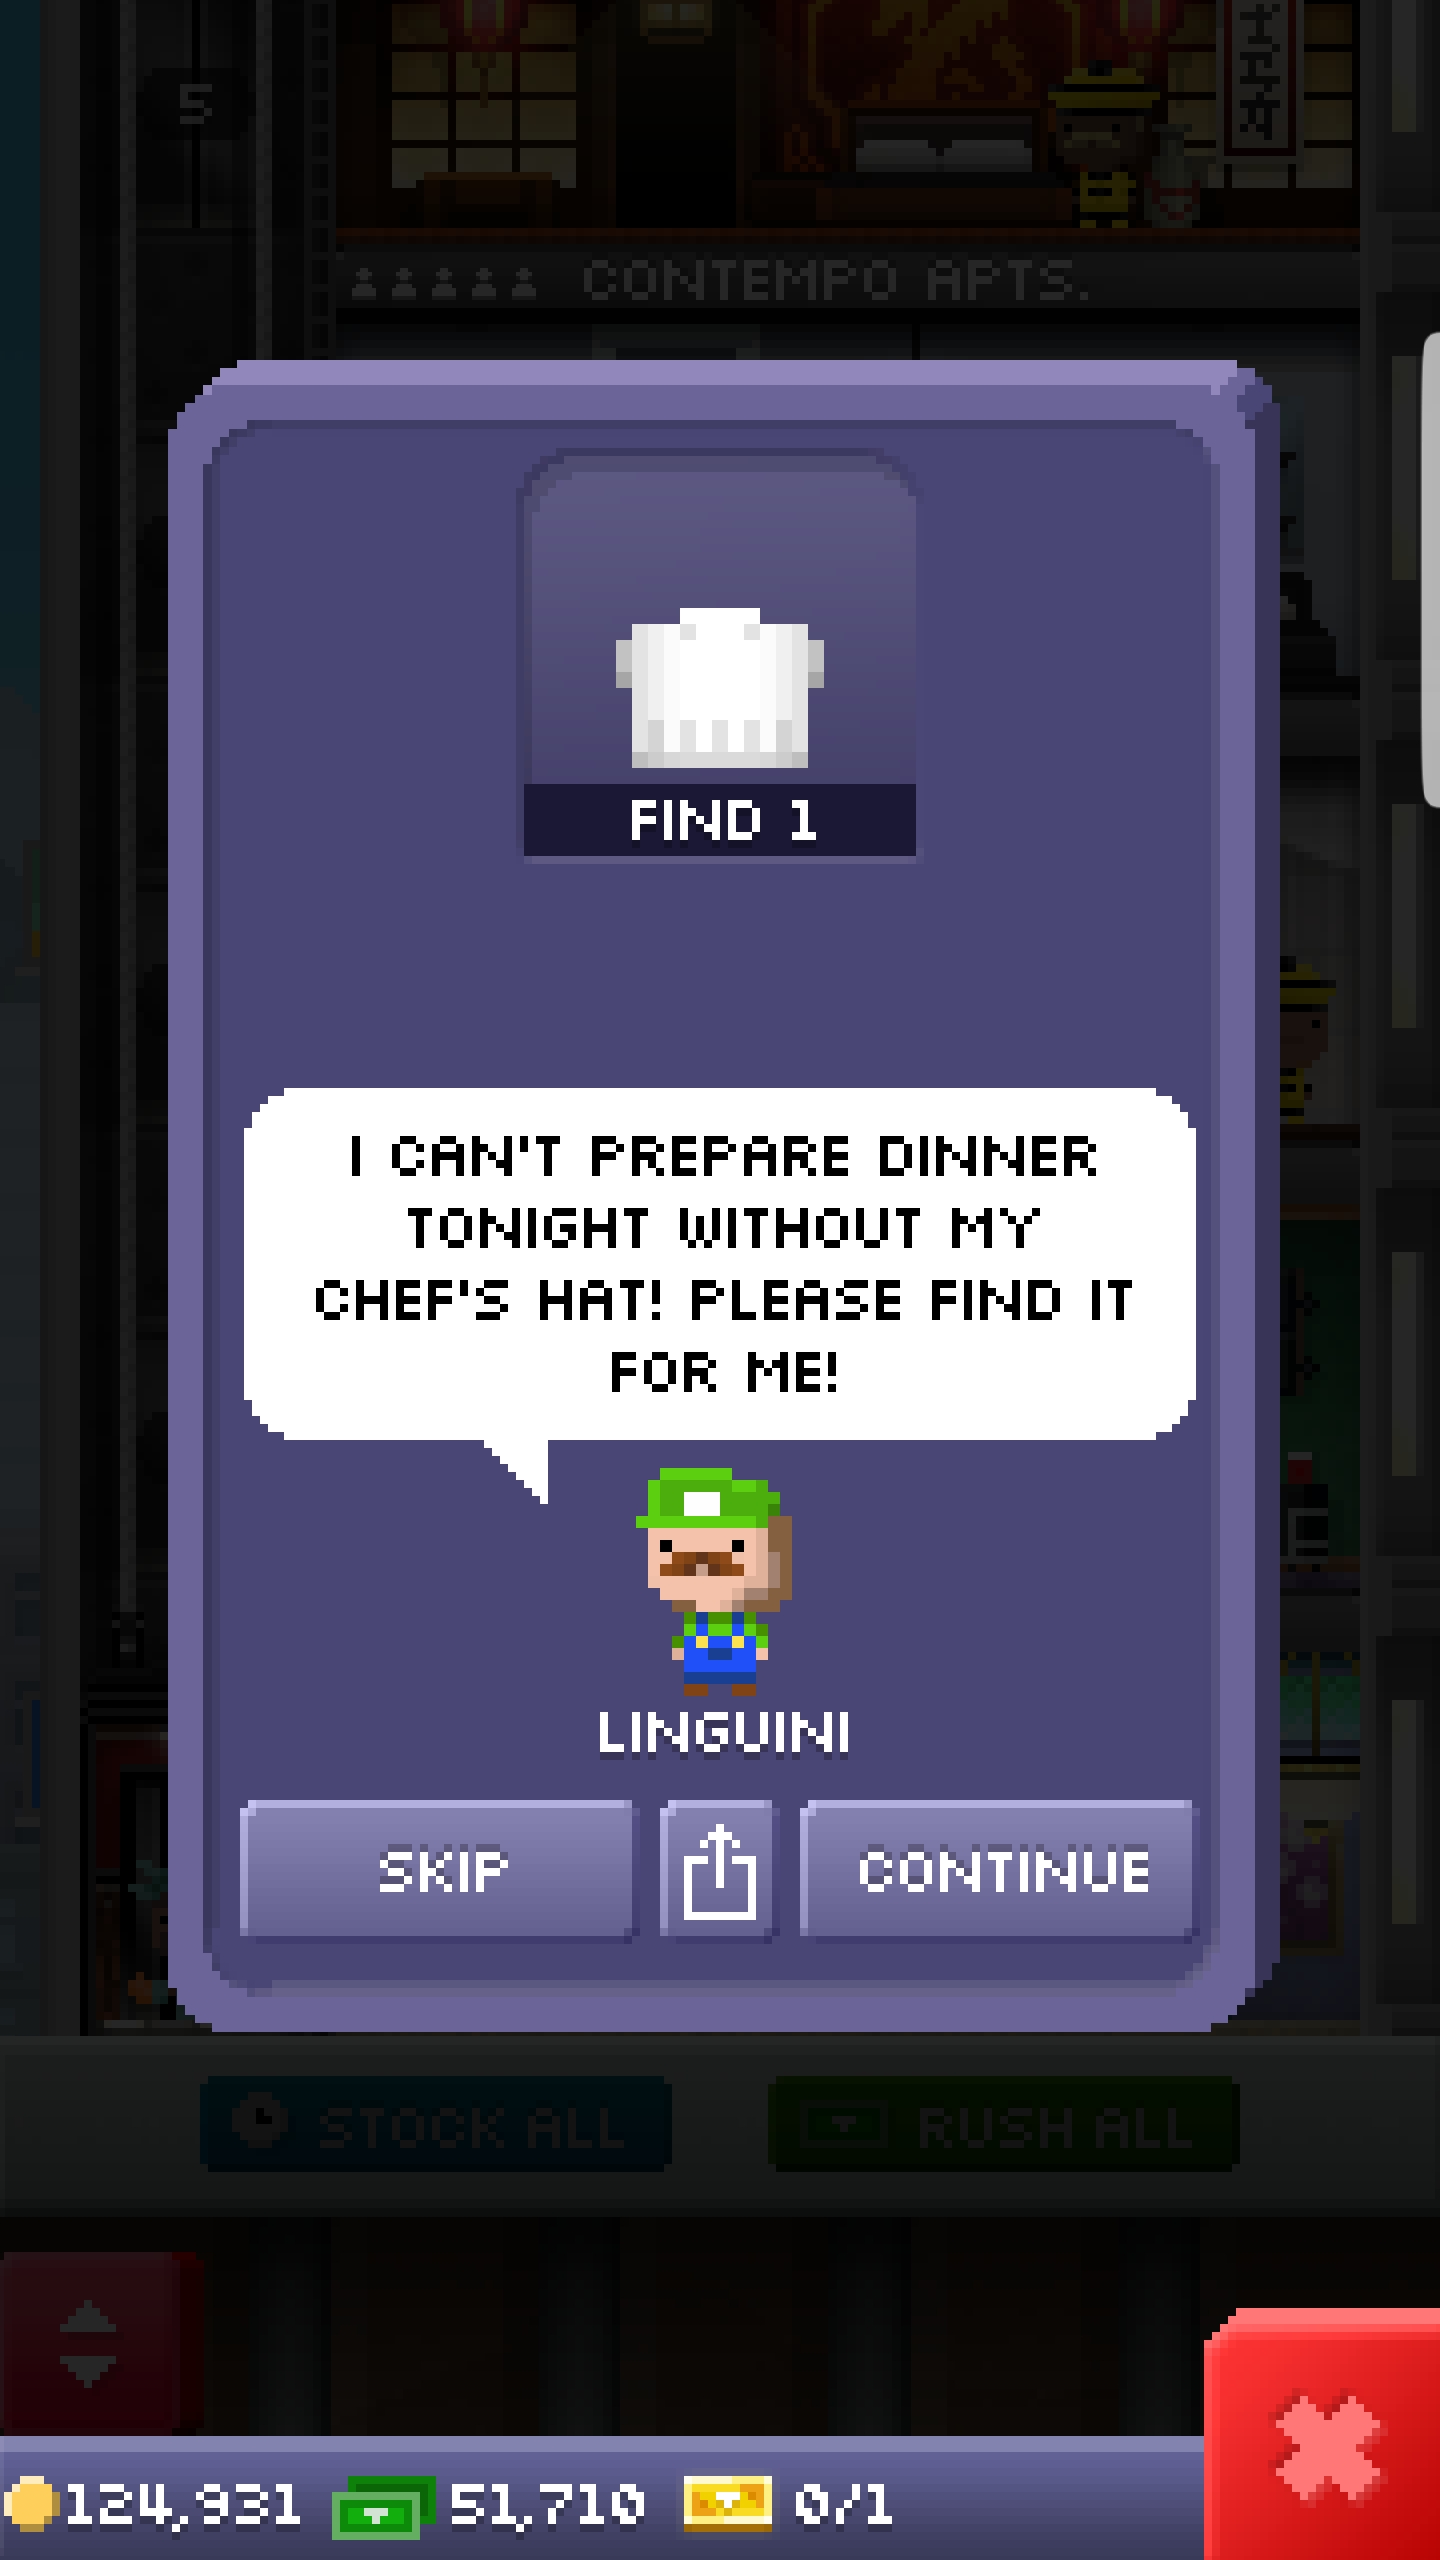 5
CONTEMPO APTS.
FIND 1
I CAN'T PREPARE DINNER
TONIGHT WITHOUT MY
CHEF'S HAT! PLEASE FIND IT
FOR ME!
LINGUINI
SKIP
CONTINUE
STOCK ALL
RUSH ALL
124,931
51,710
0/1